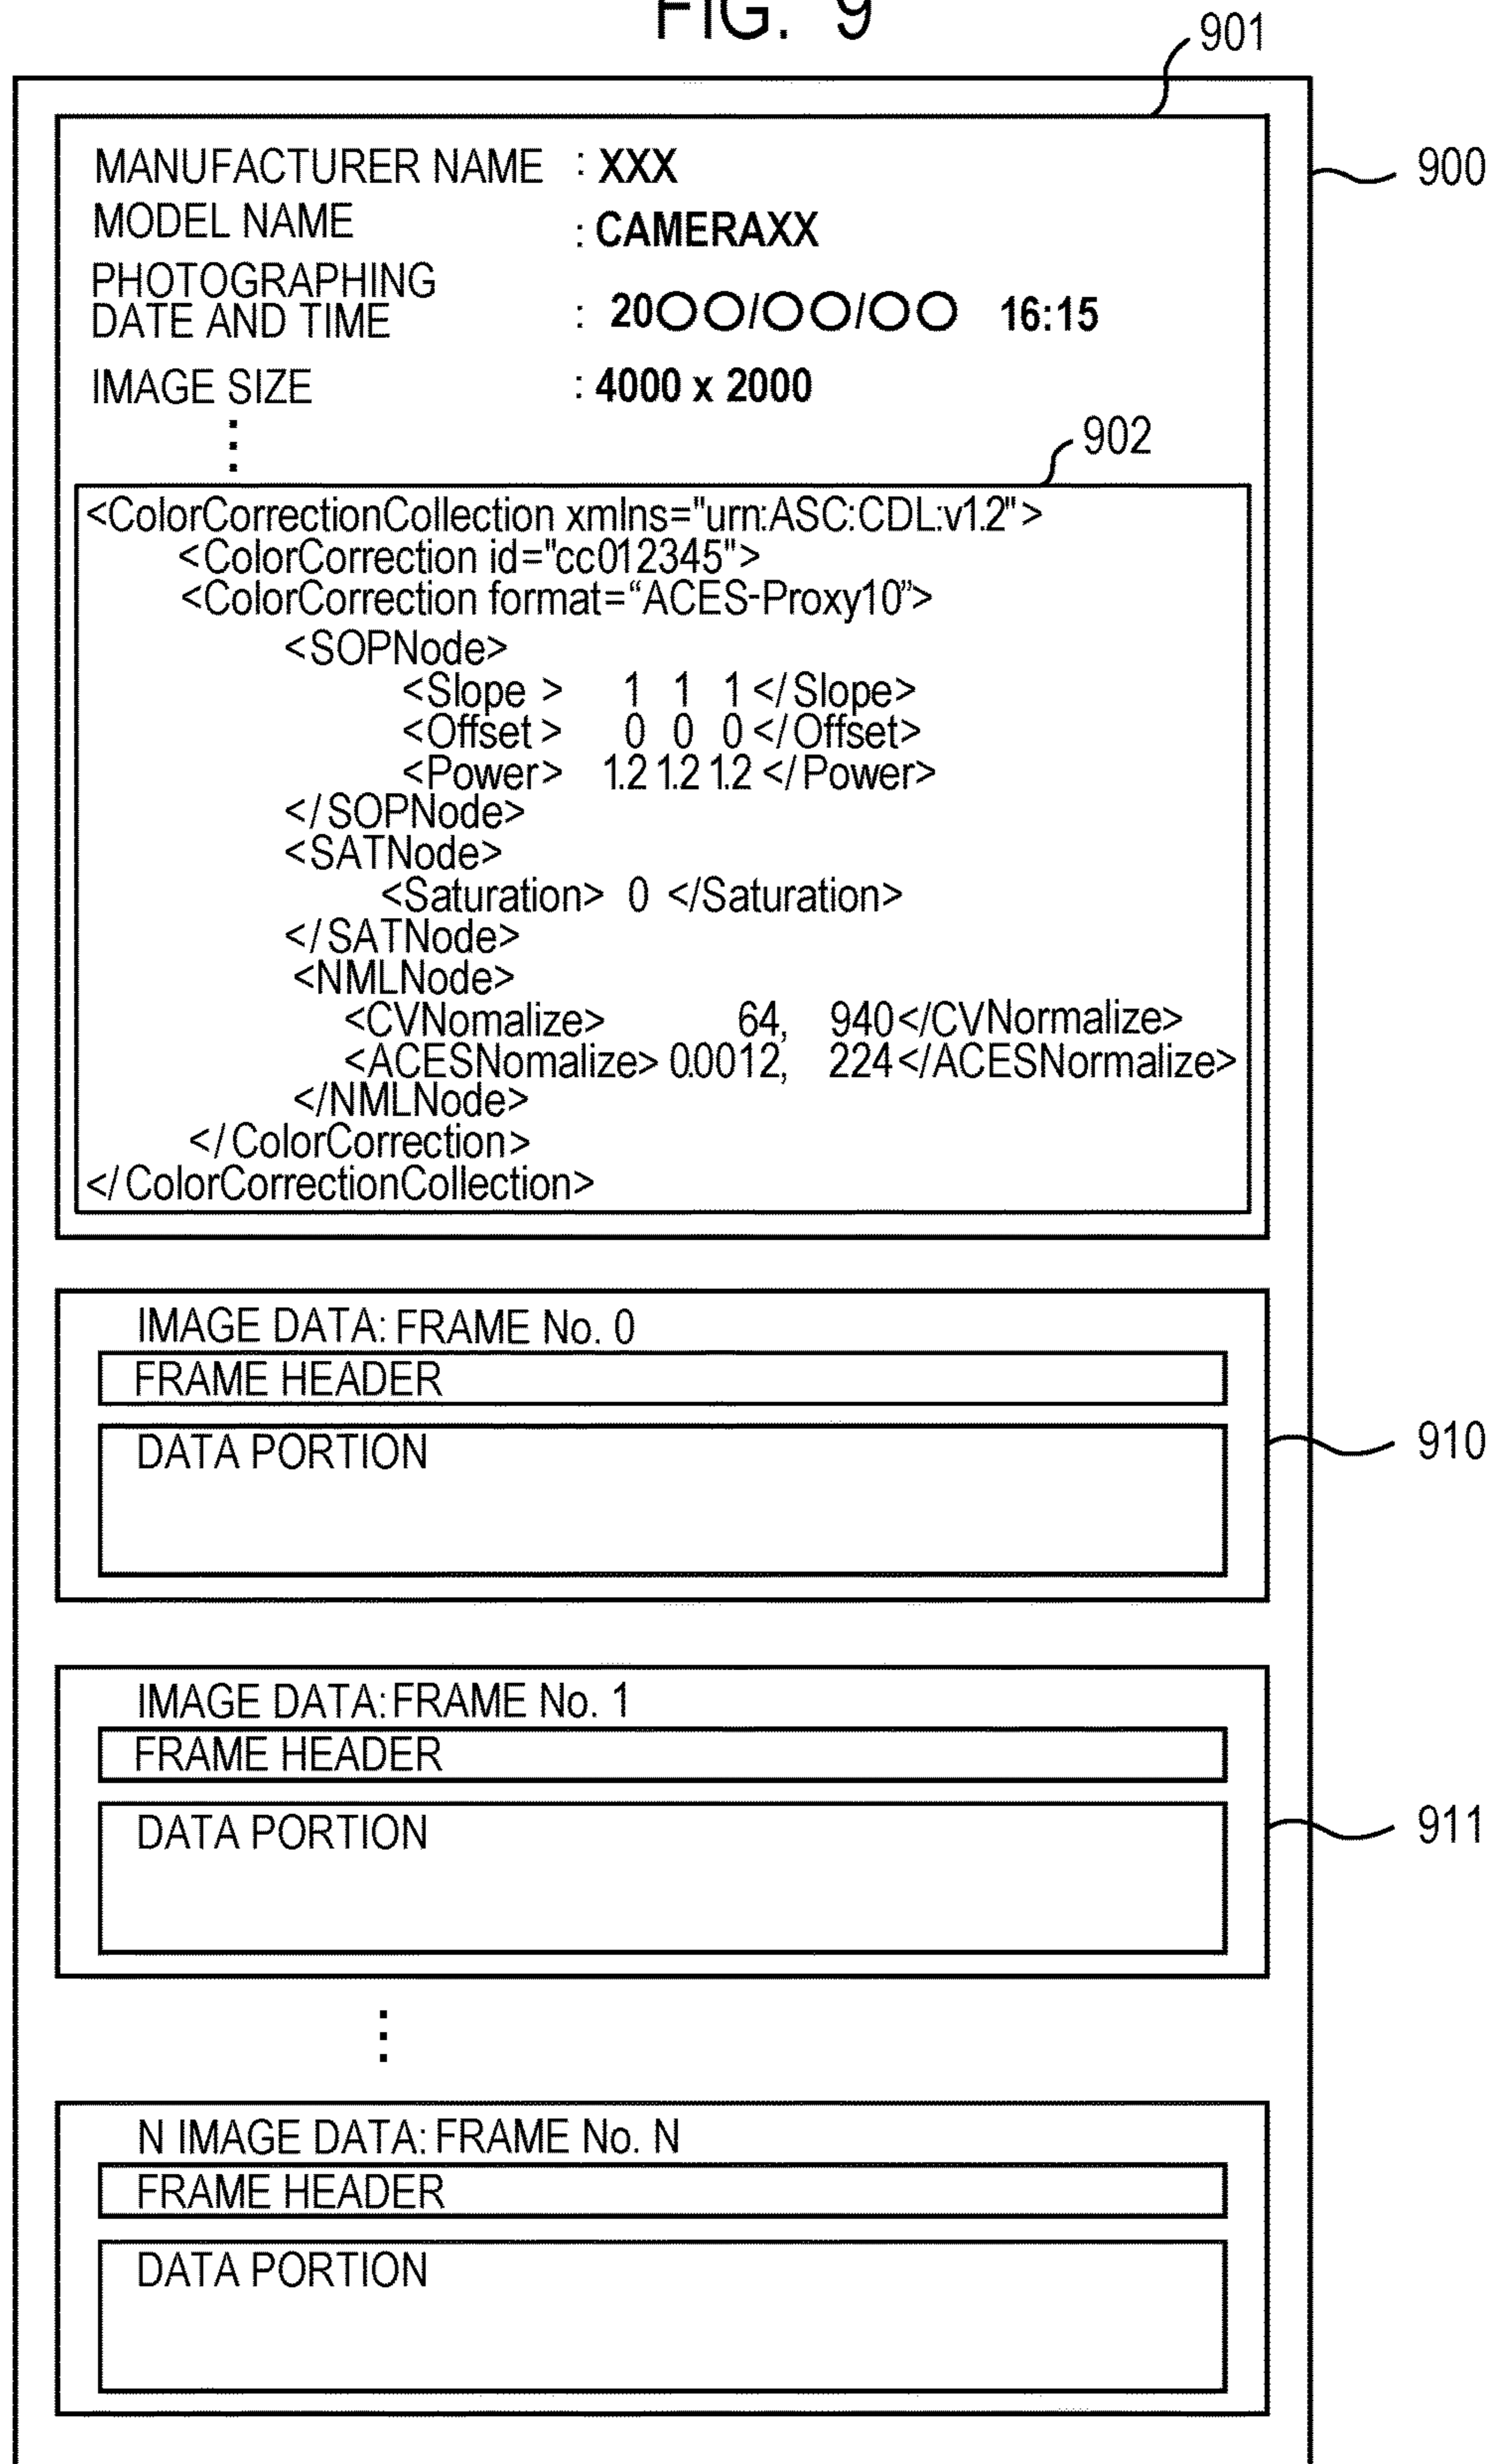 FIG. 9
901
900
MANUFACTURER NAME : XXX
MODEL NAME : CAMERAXX
PHOTOGRAPHING
DATE AND TIME : 20○○/○○/○○ 16:15
IMAGE SIZE : 4000 x 2000
902
<ColorCorrectionCollection xmlns="urn:ASC:CDL:v1.2">
<ColorCorrection id="cc012345">
<ColorCorrection format=“ACES-Proxy10”>
<SOPNode>
<Slope > 1 1 1 </Slope>
<Offset > 0 0 0 </Offset>
<Power> 1.2 1.2 1.2 </Power>
</SOPNode>
<SATNode>
<Saturation> 0 </Saturation>
</SATNode>
<NMLNode>
<CVNomalize> 64, 940</CVNormalize>
<ACESNomalize> 0.0012, 224</ACESNormalize>
</NMLNode>
</ColorCorrection>
</ColorCorrectionCollection>
IMAGE DATA: FRAME No. 0
FRAME HEADER
DATA PORTION
910
IMAGE DATA: FRAME No. 1
FRAME HEADER
DATA PORTION
911
N IMAGE DATA: FRAME No. N
FRAME HEADER
DATA PORTION